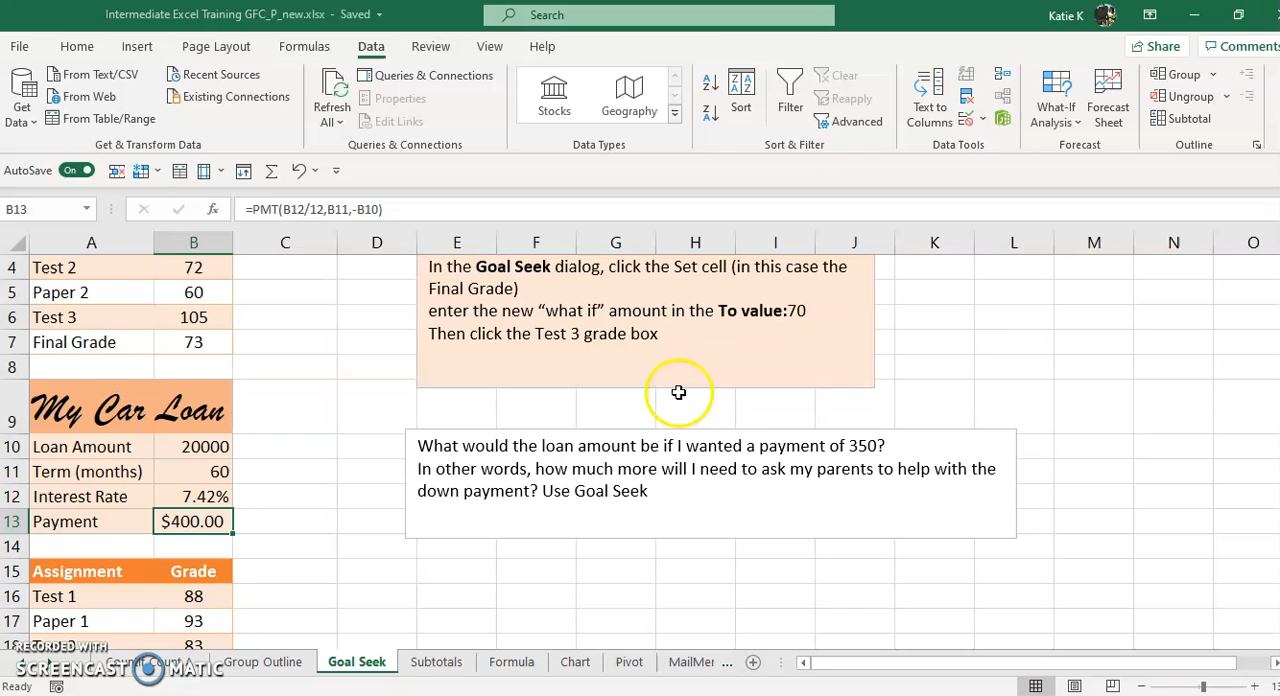 Intermediate Excel Training GFC_P_new.xlsx - Saved
Search
Katie K
File Home Insert Page Layout Formulas Data Review View Help
Share Comments
Get Data
From Text/CSV
From Web
From Table/Range
Recent Sources
Existing Connections
Get & Transform Data
Refresh All
Queries & Connections
Properties
Edit Links
Queries & Connections
Stocks
Geography
Data Types
Sort
Filter
Clear
Reapply
Advanced
Sort & Filter
Text to Columns
Data Tools
What-If Analysis
Forecast Sheet
Forecast
Group
Ungroup
Subtotal
Outline
AutoSave On
B13
fx
=PMT(B12/12,B11,-B10)
A B C D E F G H I J K L M N O
4 Test 2 72
5 Paper 2 60
6 Test 3 105
7 Final Grade 73
8
9 My Car Loan
10 Loan Amount 20000
11 Term (months) 60
12 Interest Rate 7.42%
13 Payment $400.00
14
15 Assignment Grade
16 Test 1 88
17 Paper 1 93
18 83
In the Goal Seek dialog, click the Set cell (in this case the
Final Grade)
enter the new “what if” amount in the To value:70
Then click the Test 3 grade box
What would the loan amount be if I wanted a payment of 350?
In other words, how much more will I need to ask my parents to help with the
down payment? Use Goal Seek
RECORDED WITH
SCREENCAST MATIC
Group Outline Goal Seek Subtotals Formula Chart Pivot MailMer ...
Ready